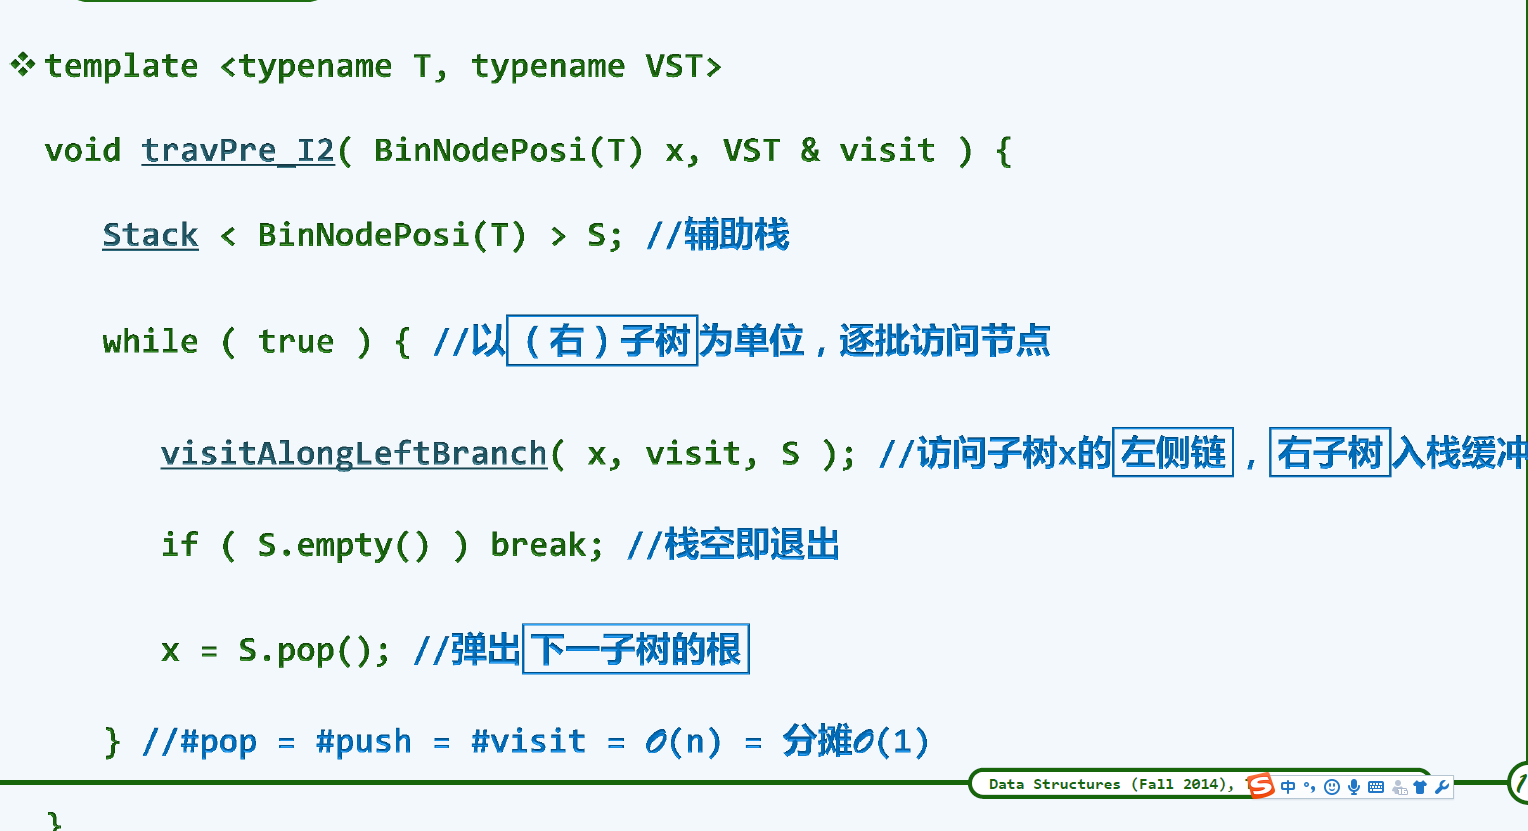 ❖ template <typename T, typename VST>
void travPre_I2( BinNodePosi(T) x, VST & visit ) {
Stack < BinNodePosi(T) > S; //辅助栈
while ( true ) { //以（右）子树为单位，逐批访问节点
visitAlongLeftBranch( x, visit, S ); //访问子树x的左侧链，右子树入栈缓冲
if ( S.empty() ) break; //栈空即退出
x = S.pop(); //弹出下一子树的根
} //#pop = #push = #visit = O(n) = 分摊O(1)
Data Structures (Fall 2014),
中
}